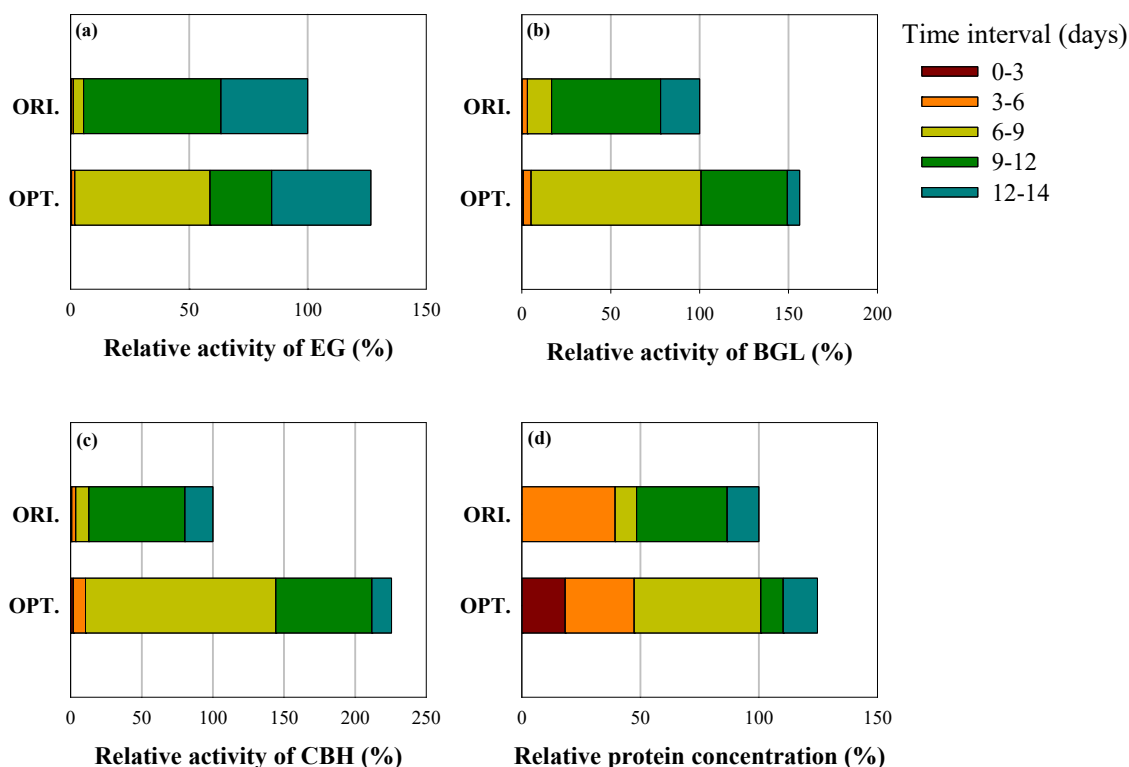 (a)
ORI.
OPT.
0 50 100 150
Relative activity of EG (%)
(b)
0 50 100 150 200
Relative activity of BGL (%)
Time interval (days)
0-3
3-6
6-9
9-12
12-14
(c)
ORI.
OPT.
0 50 100 150 200 250
Relative activity of CBH (%)
(d)
ORI.
OPT.
0 50 100 150
Relative protein concentration (%)